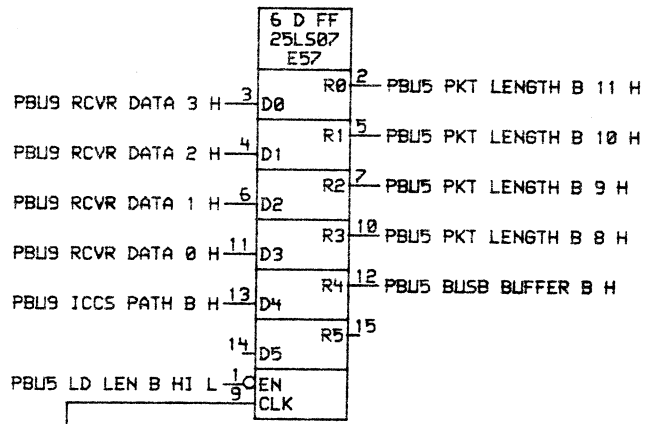 6 D FF
25LS07
E57
R0 2 PBU5 PKT LENGTH B 11 H
PBU9 RCVR DATA 3 H 3 D0
R1 5 PBU5 PKT LENGTH B 10 H
PBU9 RCVR DATA 2 H 4 D1
R2 7 PBU5 PKT LENGTH B 9 H
PBU9 RCVR DATA 1 H 6 D2
R3 10 PBU5 PKT LENGTH B 8 H
PBU9 RCVR DATA 0 H 11 D3
R4 12 PBU5 BUSB BUFFER B H
PBU9 ICCS PATH B H 13 D4
R5 15
14 D5
PBU5 LD LEN B HI L 1 EN
9 CLK